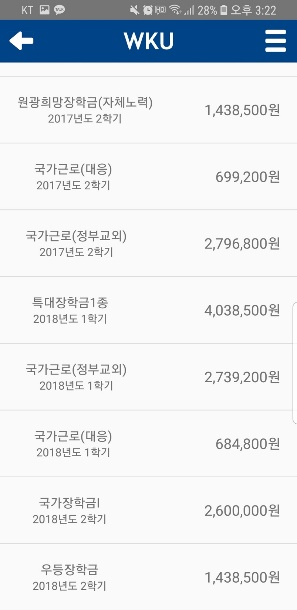 KT 28% 오후 3:22
WKU
원광희망장학금(자체노력) 1,438,500원
2017년도 2학기
국가근로(대응) 699,200원
2017년도 2학기
국가근로(정부교외) 2,796,800원
2017년도 2학기
특대장학금1종 4,038,500원
2018년도 1학기
국가근로(정부교외) 2,739,200원
2018년도 1학기
국가근로(대응) 684,800원
2018년도 1학기
국가장학금I 2,600,000원
2018년도 2학기
우등장학금 1,438,500원
2018년도 2학기